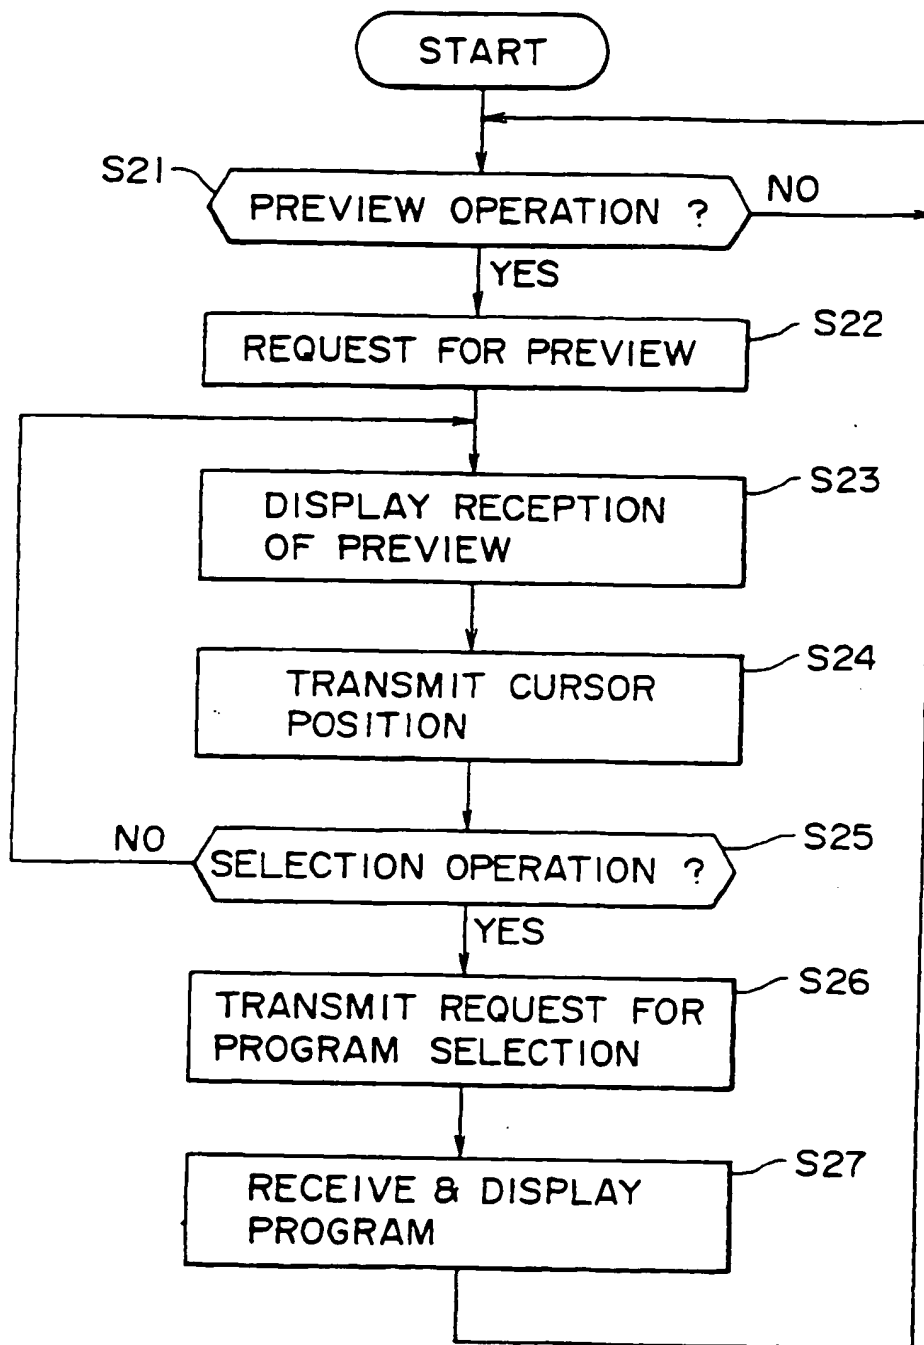 START
S21
PREVIEW OPERATION ?
NO
YES
REQUEST FOR PREVIEW
S22
DISPLAY RECEPTION
OF PREVIEW
S23
TRANSMIT CURSOR
POSITION
S24
NO
SELECTION OPERATION ?
S25
YES
TRANSMIT REQUEST FOR
PROGRAM SELECTION
S26
RECEIVE & DISPLAY
PROGRAM
S27